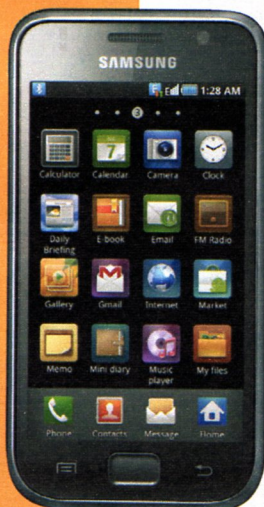 SAMSUNG
E 1:28 AM
3
Calculator Calendar Camera Clock
7
Daily Briefing E-book Email FM Radio
Gallery Gmail Internet Market
Memo Mini diary Music player My files
Phone Contacts Message Home